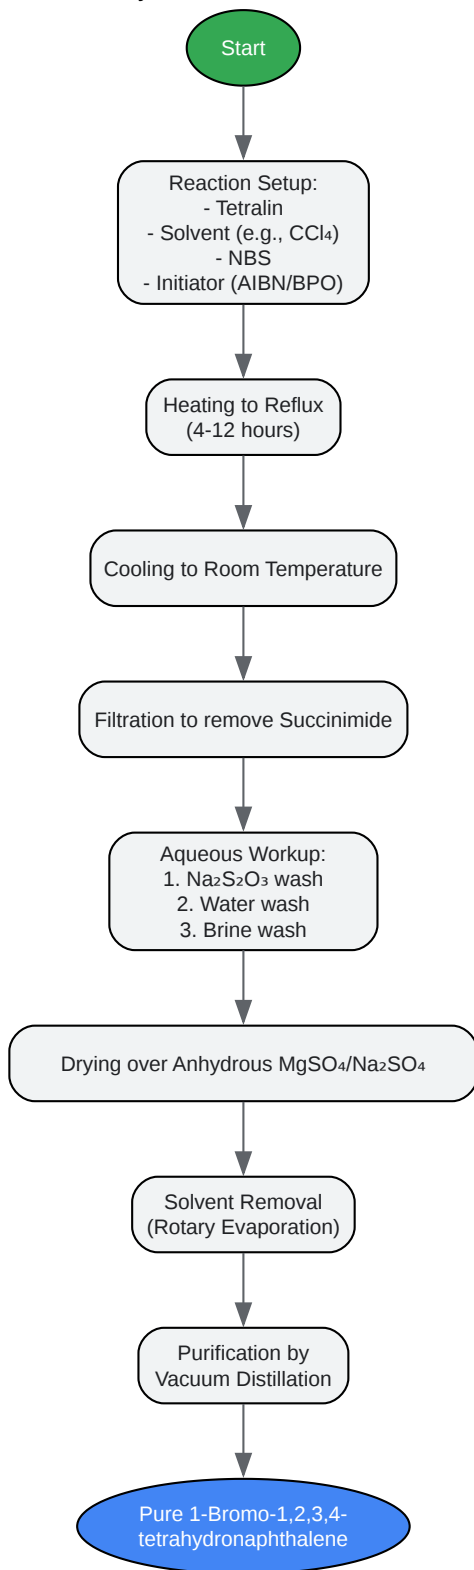 Start
Reaction Setup:
- Tetralin
- Solvent (e.g., CCl₄)
- NBS
- Initiator (AIBN/BPO)
Heating to Reflux
(4-12 hours)
Cooling to Room Temperature
Filtration to remove Succinimide
Aqueous Workup:
1. Na₂S₂O₃ wash
2. Water wash
3. Brine wash
Drying over Anhydrous MgSO₄/Na₂SO₄
Solvent Removal
(Rotary Evaporation)
Purification by
Vacuum Distillation
Pure 1-Bromo-1,2,3,4-
tetrahydronaphthalene